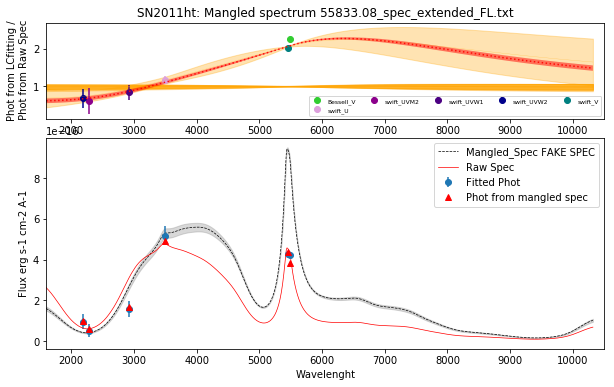 SN2011ht: Mangled spectrum 55833.08_spec_extended_FL.txt
Phot from LCfitting /
Phot from Raw Spec
2
1
Bessell_V
swift_UVM2
swift_UVW1
swift_UVW2
swift_V
swift_U
2000 3000 4000 5000 6000 7000 8000 9000 10000
1e−16
Mangled_Spec FAKE SPEC
Raw Spec
Fitted Phot
Phot from mangled spec
Flux erg s-1 cm-2 A-1
8
6
4
2
0
2000 3000 4000 5000 6000 7000 8000 9000 10000
Wavelenght